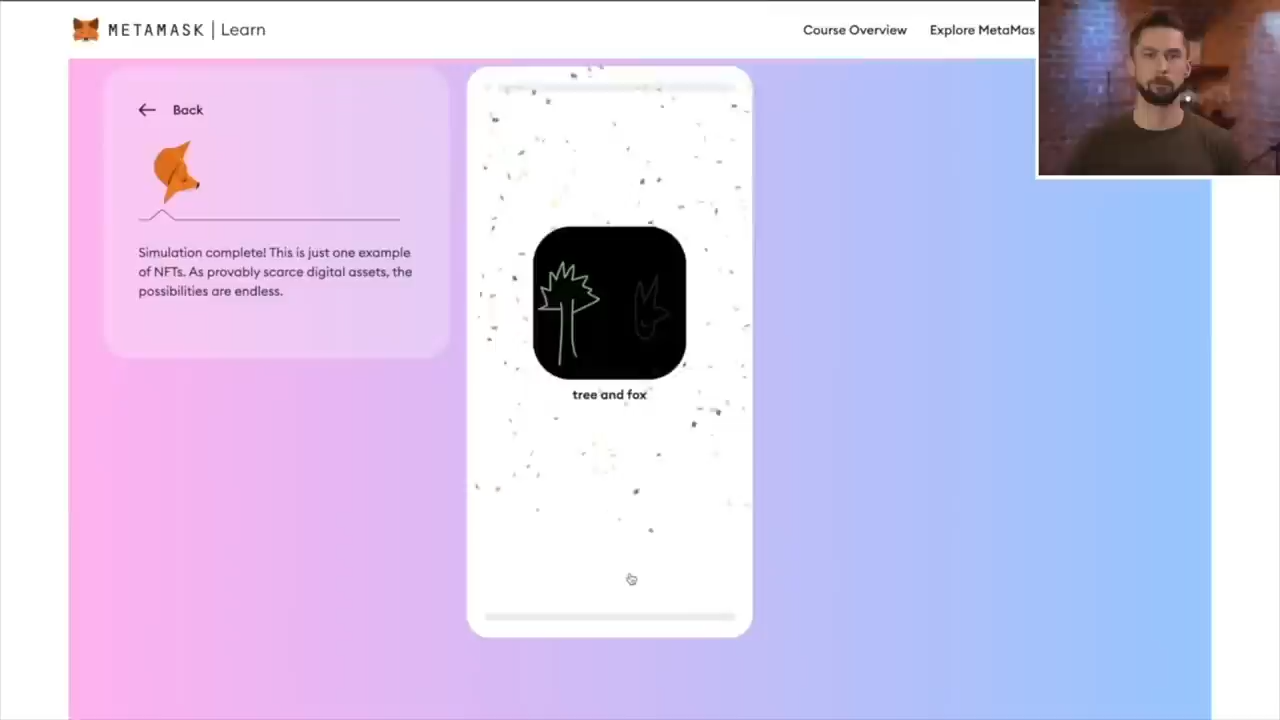 METAMASK | Learn
Course Overview
Explore MetaMas
Back
Simulation complete! This is just one example
of NFTs. As provably scarce digital assets, the
possibilities are endless.
tree and fox